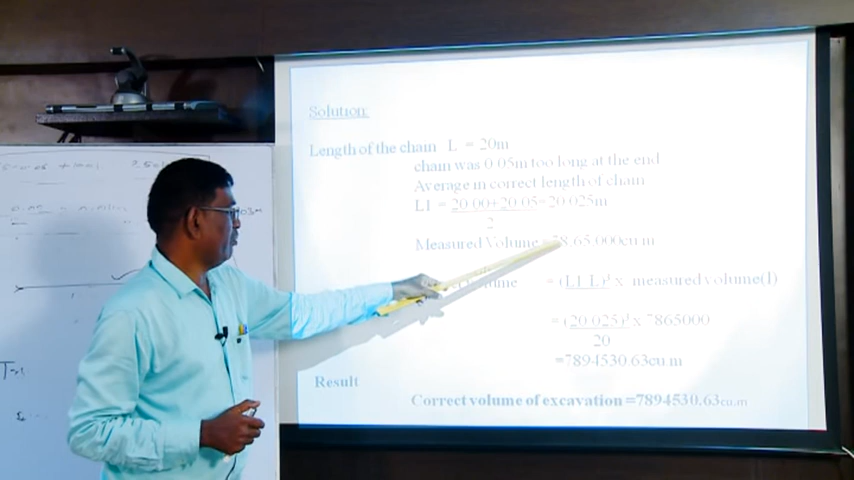 Solution:
Length of the chain L = 20m
chain was 0.05m too long at the end
Average in correct length of chain
L1 = 20.00+20.05=20.025m
2
Measured Volume =78,65,000cu m
volume = (L1 L)³ x measured volume(I)
= (20.025)³ x 7865000
20
=7894530.63cu m
Result
Correct volume of excavation =7894530.63cu.m